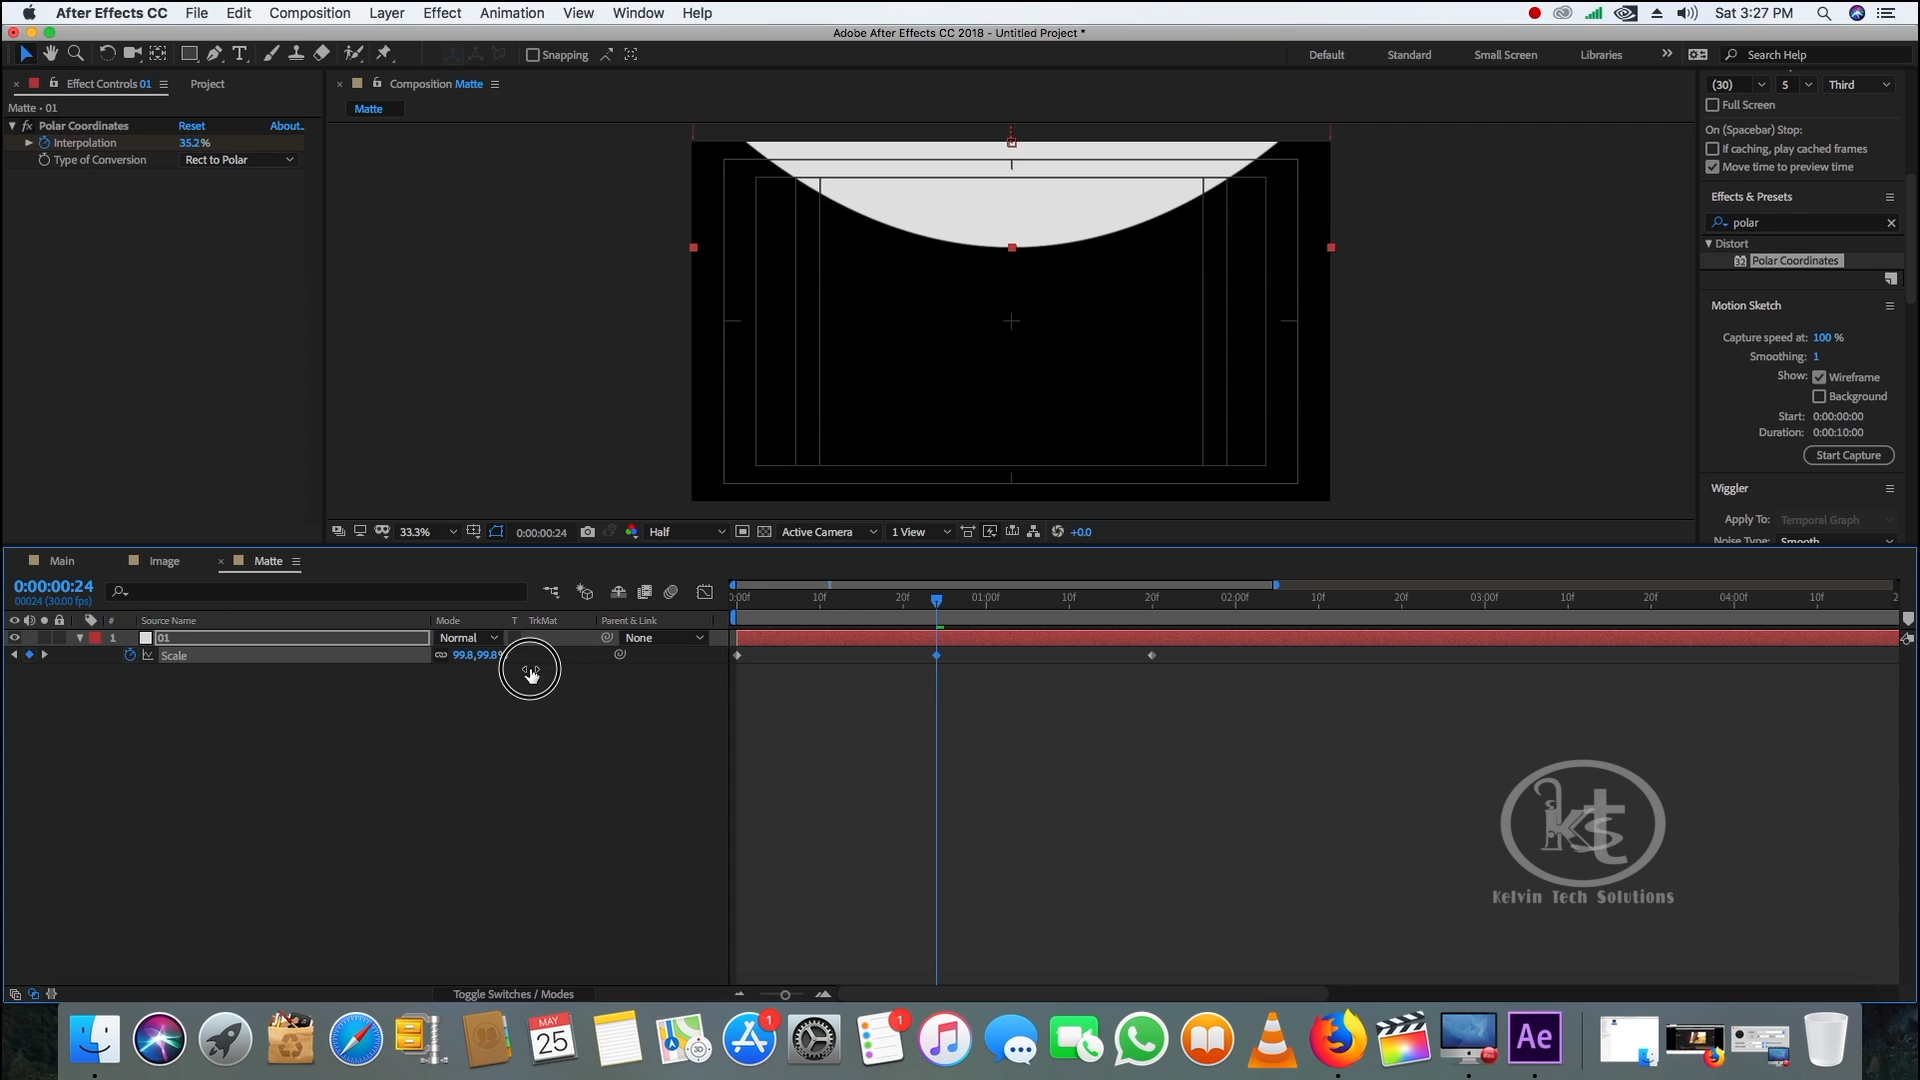 After Effects CC File Edit Composition Layer Effect Animation View Window Help Sat 3:27 PM
Adobe After Effects CC 2018 - Untitled Project *
Snapping Default Standard Small Screen Libraries Search Help
Effect Controls 01 Project
Matte • 01
fx Polar Coordinates Reset About..
Interpolation 35.2%
Type of Conversion Rect to Polar
Composition Matte
Matte
(30) 5 Third
Full Screen
On (Spacebar) Stop:
If caching, play cached frames
Move time to preview time
Effects & Presets
polar
Distort
32 Polar Coordinates
Motion Sketch
Capture speed at: 100 %
Smoothing: 1
Show: Wireframe
Background
Start: 0:00:00:00
Duration: 0:00:10:00
Start Capture
Wiggler
Apply To: Temporal Graph
Noise Type: Smooth
33.3% 0:00:00:24 Half Active Camera 1 View +0.0
Main Image Matte
0:00:00:24
00024 (30.00 fps)
0:00f 10f 20f 01:00f 10f 20f 02:00f 10f 20f 03:00f 10f 20f 04:00f 10f 2
# Source Name Mode T TrkMat Parent & Link
1 01 Normal None
Scale 99.8,99.8%
kts
Kelvin Tech Solutions
Toggle Switches / Modes
MAY
25
3D
1
1
Rec
Ae